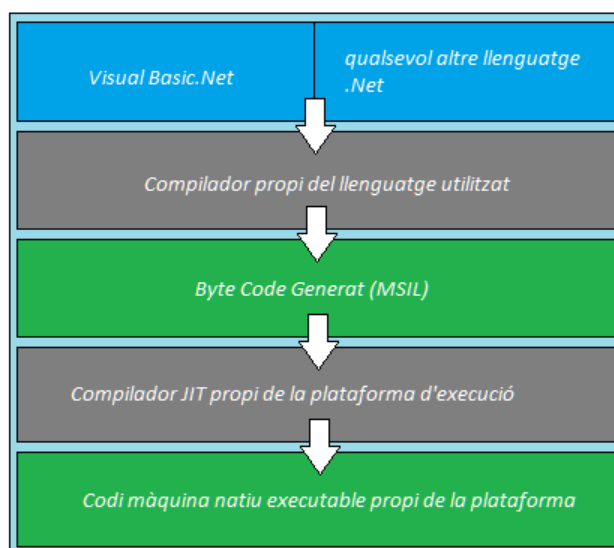 Visual Basic.Net
qualsevol altre llenguatge
.Net
Compilador propi del llenguatge utilitzat
Byte Code Generat (MSIL)
Compilador JIT propi de la plataforma d'execució
Codi màquina natiu executable propi de la plataforma